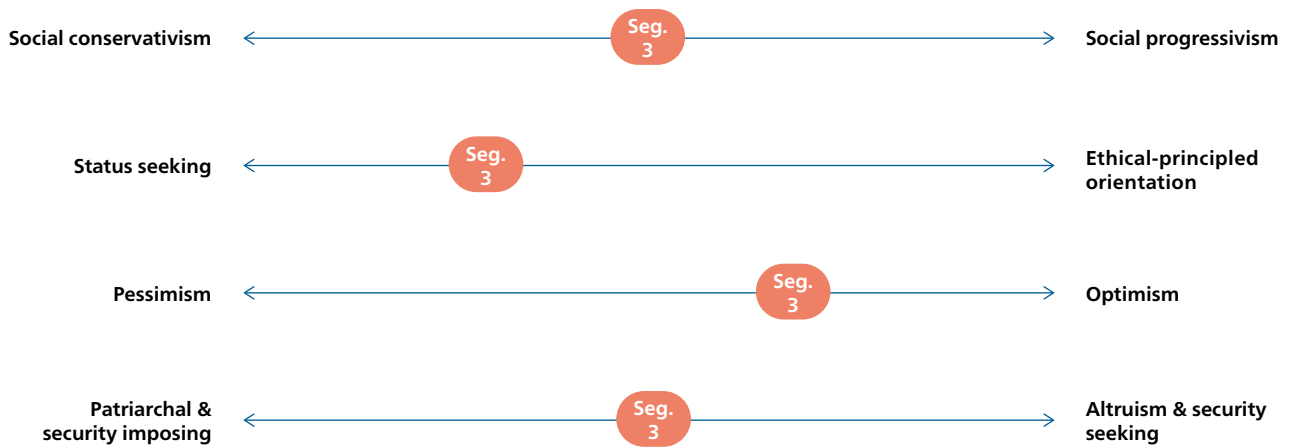 Social conservativism
Seg.
3
Social progressivism
Status seeking
Seg.
3
Ethical-principled
orientation
Pessimism
Seg.
3
Optimism
Patriarchal &
security imposing
Seg.
3
Altruism & security
seeking